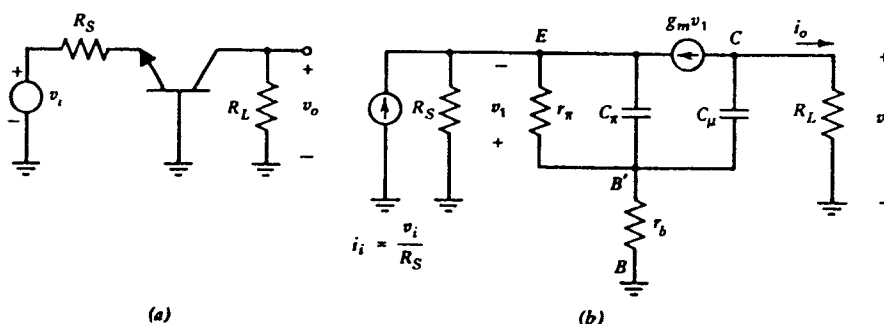 R_S
+
v_i
−
R_L
+
v_o
−
(a)
R_S
−
v_1
+
E
r_π
C_π
g_m v_1
C
C_μ
i_o
R_L
+
v
−
B'
r_b
B
i_i = v_i / R_S
(b)